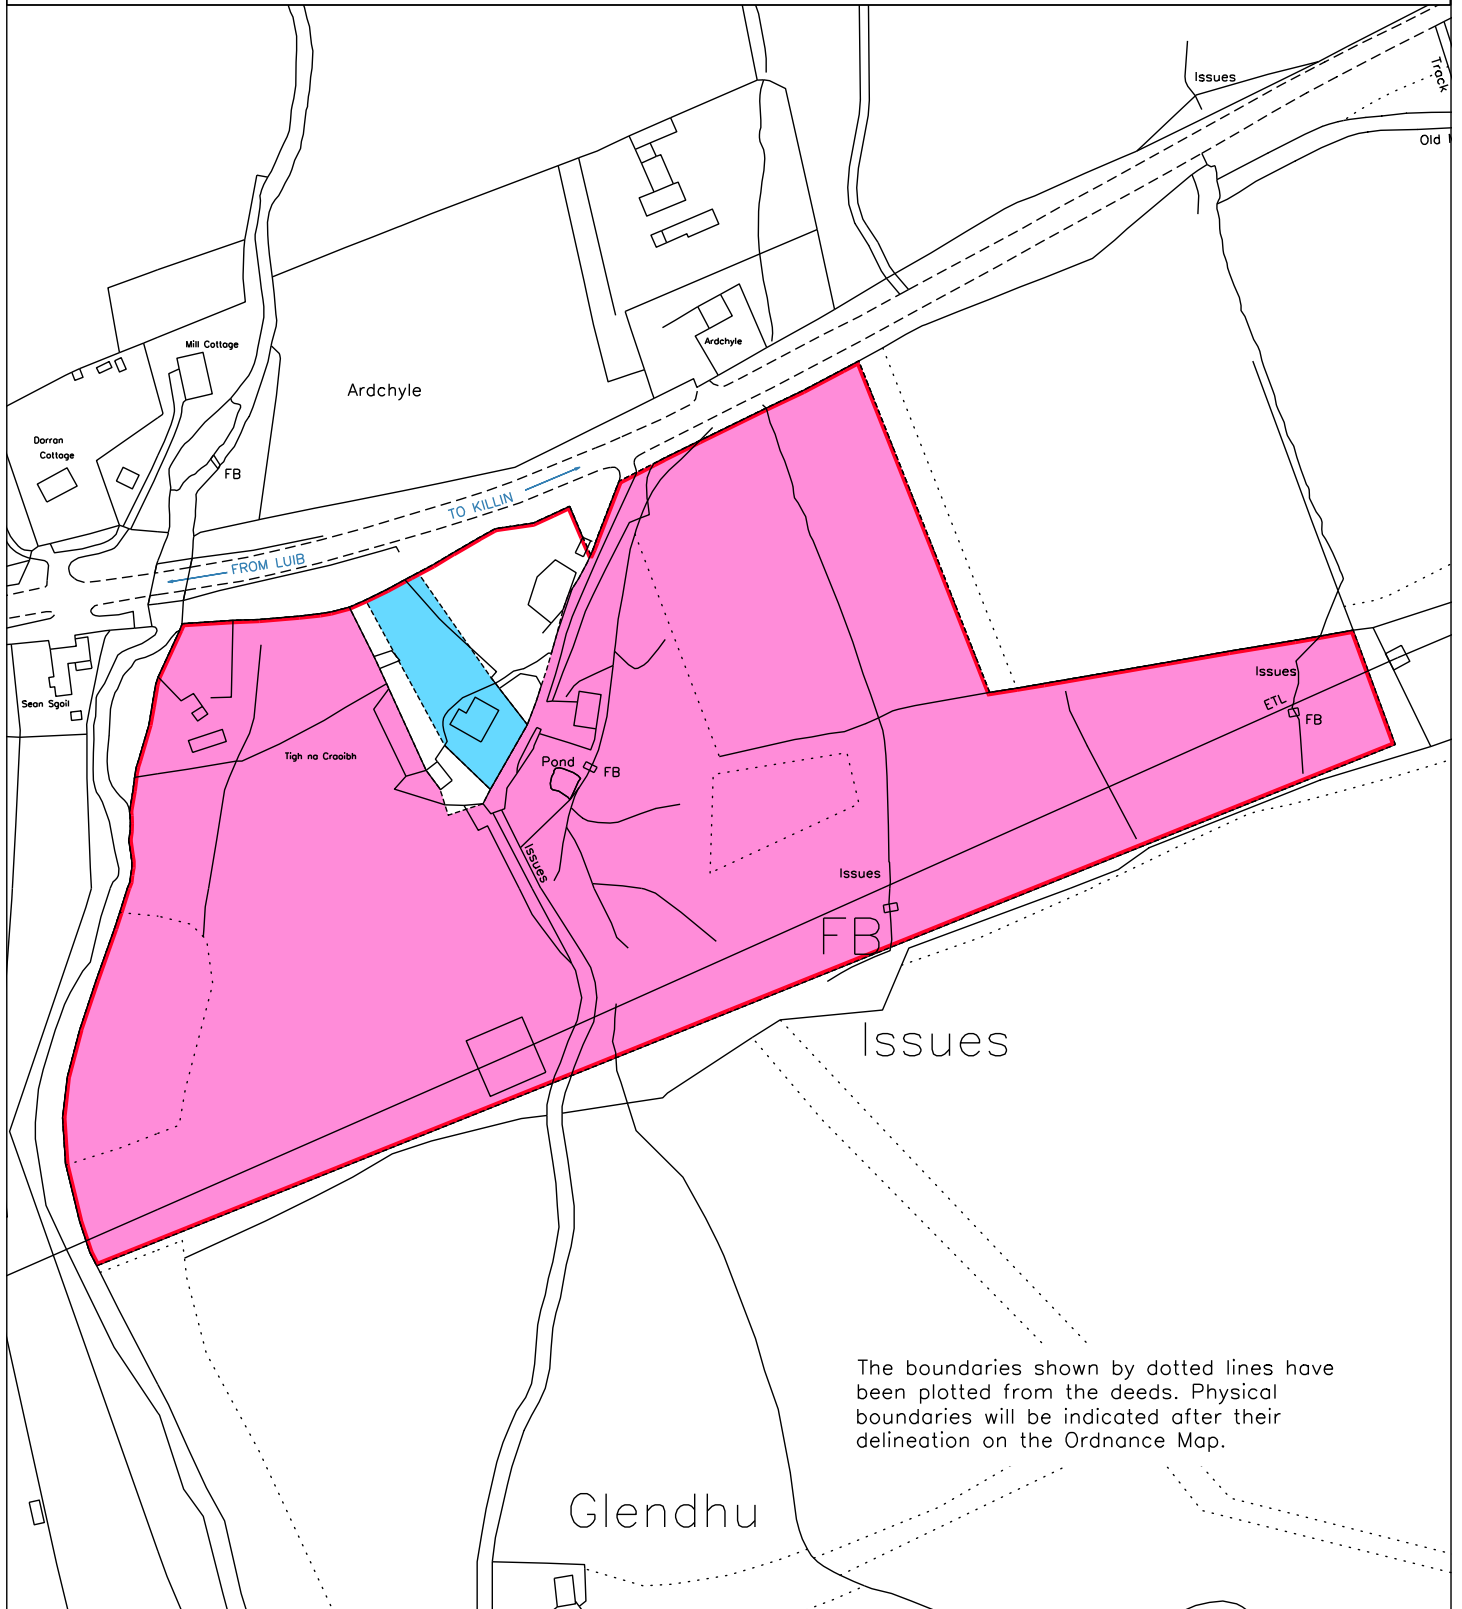 Issues
Track
Old
Mill Cottage
Ardchyle
Ardchyle
Dorran
Cottage
FB
TO KILLIN
FROM LUIB
Issues
Sean Sgoil
ETL
FB
Tigh na Craoibh
Pond
FB
Issues
Issues
FB
Issues
The boundaries shown by dotted lines have
been plotted from the deeds. Physical
boundaries will be indicated after their
delineation on the Ordnance Map.
Glendhu